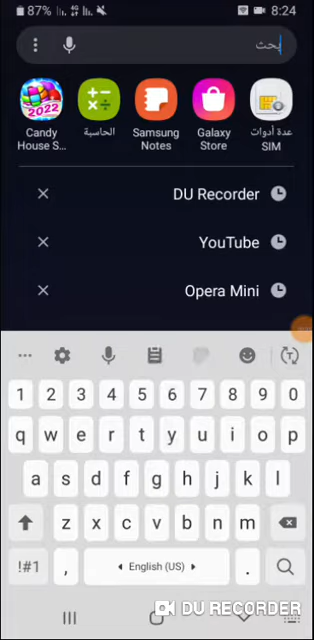 87% 8:24
بحث
Candy House S...
الحاسبة
Samsung Notes
Galaxy Store
عدة أدوات SIM
2022
DU Recorder
YouTube
Opera Mini
1 2 3 4 5 6 7 8 9 0
q w e r t y u i o p
a s d f g h j k l
z x c v b n m
!#1 , English (US) .
DU RECORDER